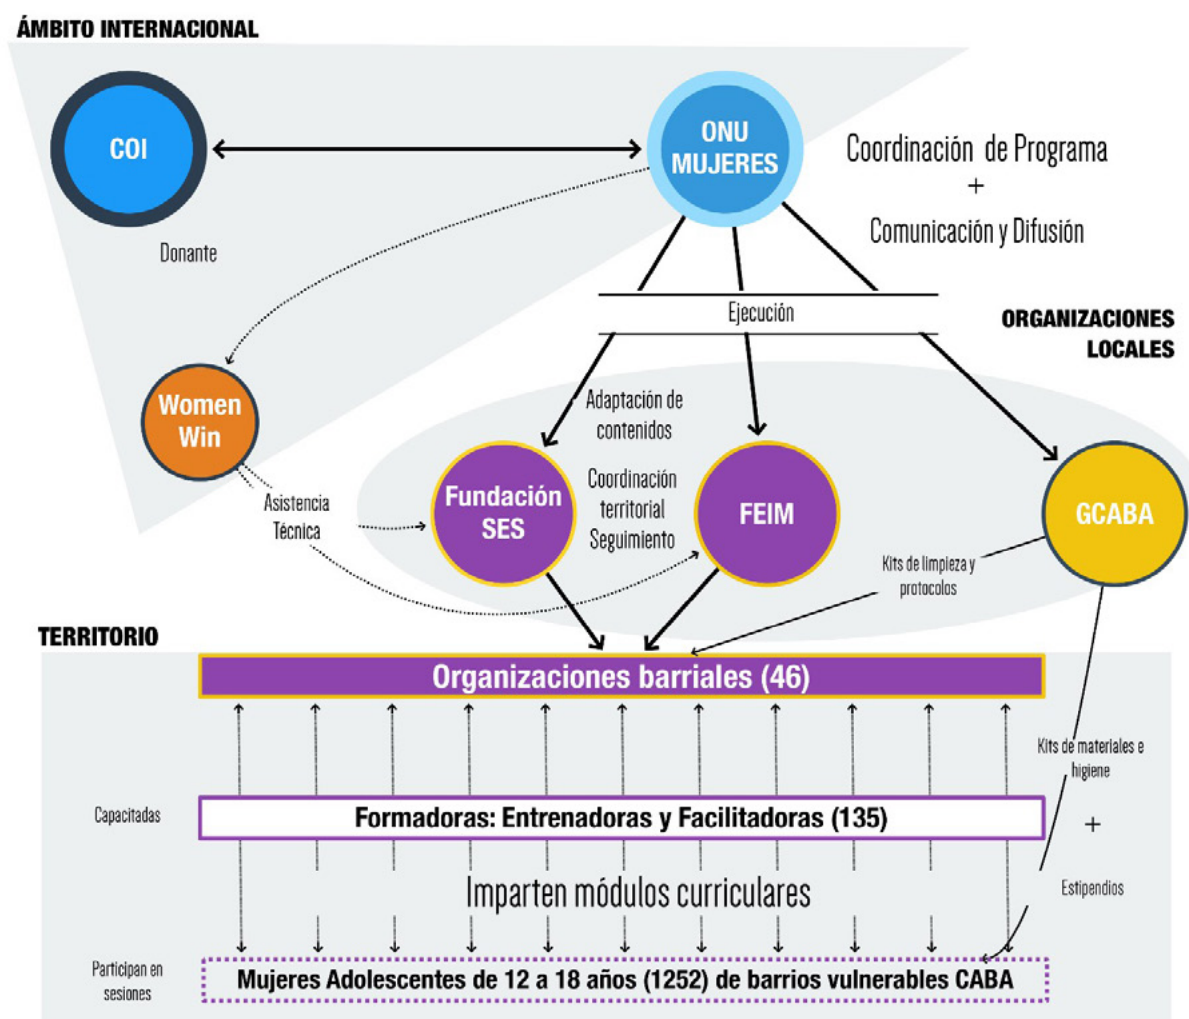 ÁMBITO INTERNACIONAL
COI
ONU
MUJERES
Coordinación de Programa
+
Comunicación y Difusión
Donante
Ejecución
ORGANIZACIONES
LOCALES
Women
Win
Adaptación de
contenidos
Asistencia
Técnica
Fundación
SES
Coordinación
territorial
Seguimiento
FEIM
GCABA
Kits de limpieza y
protocolos
TERRITORIO
Organizaciones barriales (46)
Kits de materiales e
higiene
Capacitadas
Formadoras: Entrenadoras y Facilitadoras (135)
+
Imparten módulos curriculares
Estipendios
Participan en
sesiones
Mujeres Adolescentes de 12 a 18 años (1252) de barrios vulnerables CABA